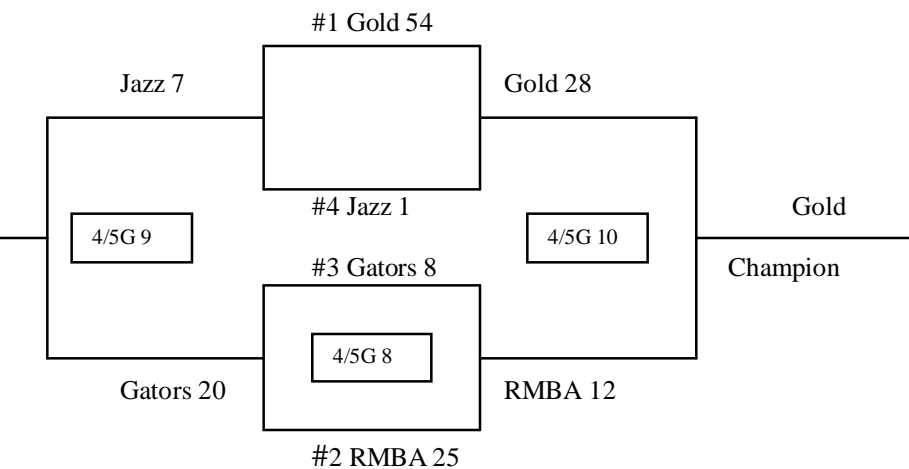 #1 Gold 54
Jazz 7
Gold 28
#4 Jazz 1
Gold
4/5G 9
4/5G 10
#3 Gators 8
Champion
4/5G 8
Gators 20
RMBA 12
#2 RMBA 25